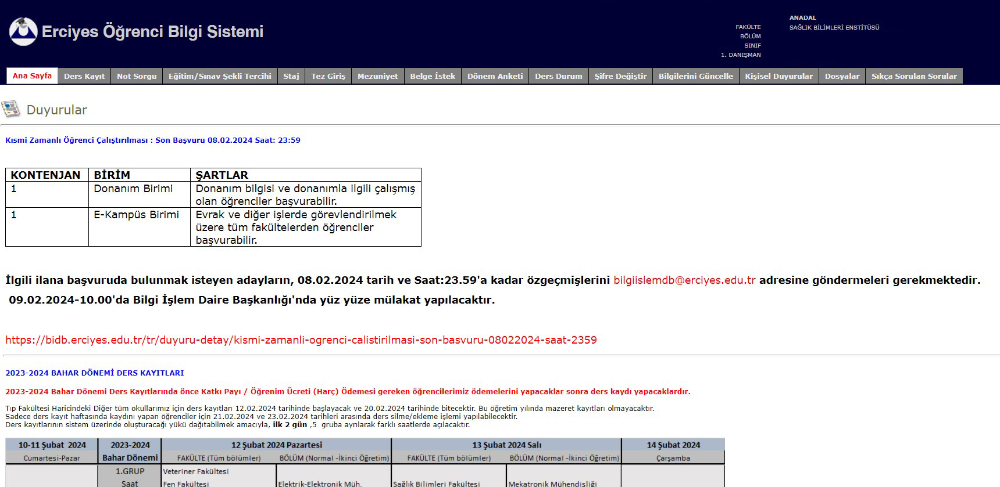 Erciyes Öğrenci Bilgi Sistemi
ANADAL
FAKÜLTE SAĞLIK BİLİMLERİ ENSTİTÜSÜ
BÖLÜM
SINIF
1. DANIŞMAN
Ana Sayfa Ders Kayıt Not Sorgu Eğitim/Sınav Şekli Tercihi Staj Tez Giriş Mezuniyet Belge İstek Dönem Anketi Ders Durum Şifre Değiştir Bilgilerini Güncelle Kişisel Duyurular Dosyalar Sıkça Sorulan Sorular
Duyurular
Kısmi Zamanlı Öğrenci Çalıştırılması : Son Başvuru 08.02.2024 Saat: 23:59
KONTENJAN BİRİM ŞARTLAR
1 Donanım Birimi Donanım bilgisi ve donanımla ilgili çalışmış
olan öğrenciler başvurabilir.
1 E-Kampüs Birimi Evrak ve diğer işlerde görevlendirilmek
üzere tüm fakültelerden öğrenciler
başvurabilir.
İlgili ilana başvuruda bulunmak isteyen adayların, 08.02.2024 tarih ve Saat:23.59'a kadar özgeçmişlerini bilgiislemdb@erciyes.edu.tr adresine göndermeleri gerekmektedir.
09.02.2024-10.00'da Bilgi İşlem Daire Başkanlığı'nda yüz yüze mülakat yapılacaktır.
https://bidb.erciyes.edu.tr/tr/duyuru-detay/kismi-zamanli-ogrenci-calistirilmasi-son-basvuru-08022024-saat-2359
2023-2024 BAHAR DÖNEMİ DERS KAYITLARI
2023-2024 Bahar Dönemi Ders Kayıtlarında önce Katkı Payı / Öğrenim Ücreti (Harç) Ödemesi gereken öğrencilerimiz ödemelerini yapacaklar sonra ders kaydı yapacaklardır.
Tıp Fakültesi Haricindeki Diğer tüm okullarımız için ders kayıtları 12.02.2024 tarihinde başlayacak ve 20.02.2024 tarihinde bitecektir. Bu öğretim yılında mazeret kayıtları olmayacaktır.
Sadece ders kayıt haftasında kaydını yapan öğrenciler için 21.02.2024 ve 23.02.2024 tarihleri arasında ders silme/ekleme işlemi yapılabilecektir.
Ders kayıtlarının sistem üzerinde oluşturacağı yükü dağıtabilmek amacıyla, ilk 2 gün ,5 gruba ayrılarak farklı saatlerde açılacaktır.
10-11 Şubat 2024 2023-2024 12 Şubat 2024 Pazartesi 13 Şubat 2024 Salı 14 Şubat 2024
Cumartesi-Pazar Bahar Dönemi FAKÜLTE (Tüm bölümler) BÖLÜM (Normal -İkinci Öğretim) FAKÜLTE (Tüm bölümler) BÖLÜM (Normal -İkinci Öğretim) Çarşamba
1.GRUP Veteriner Fakültesi
Saat Fen Fakültesi Elektrik-Elektronik Müh. Sağlık Bilimleri Fakültesi Mekatronik Mühendisliği